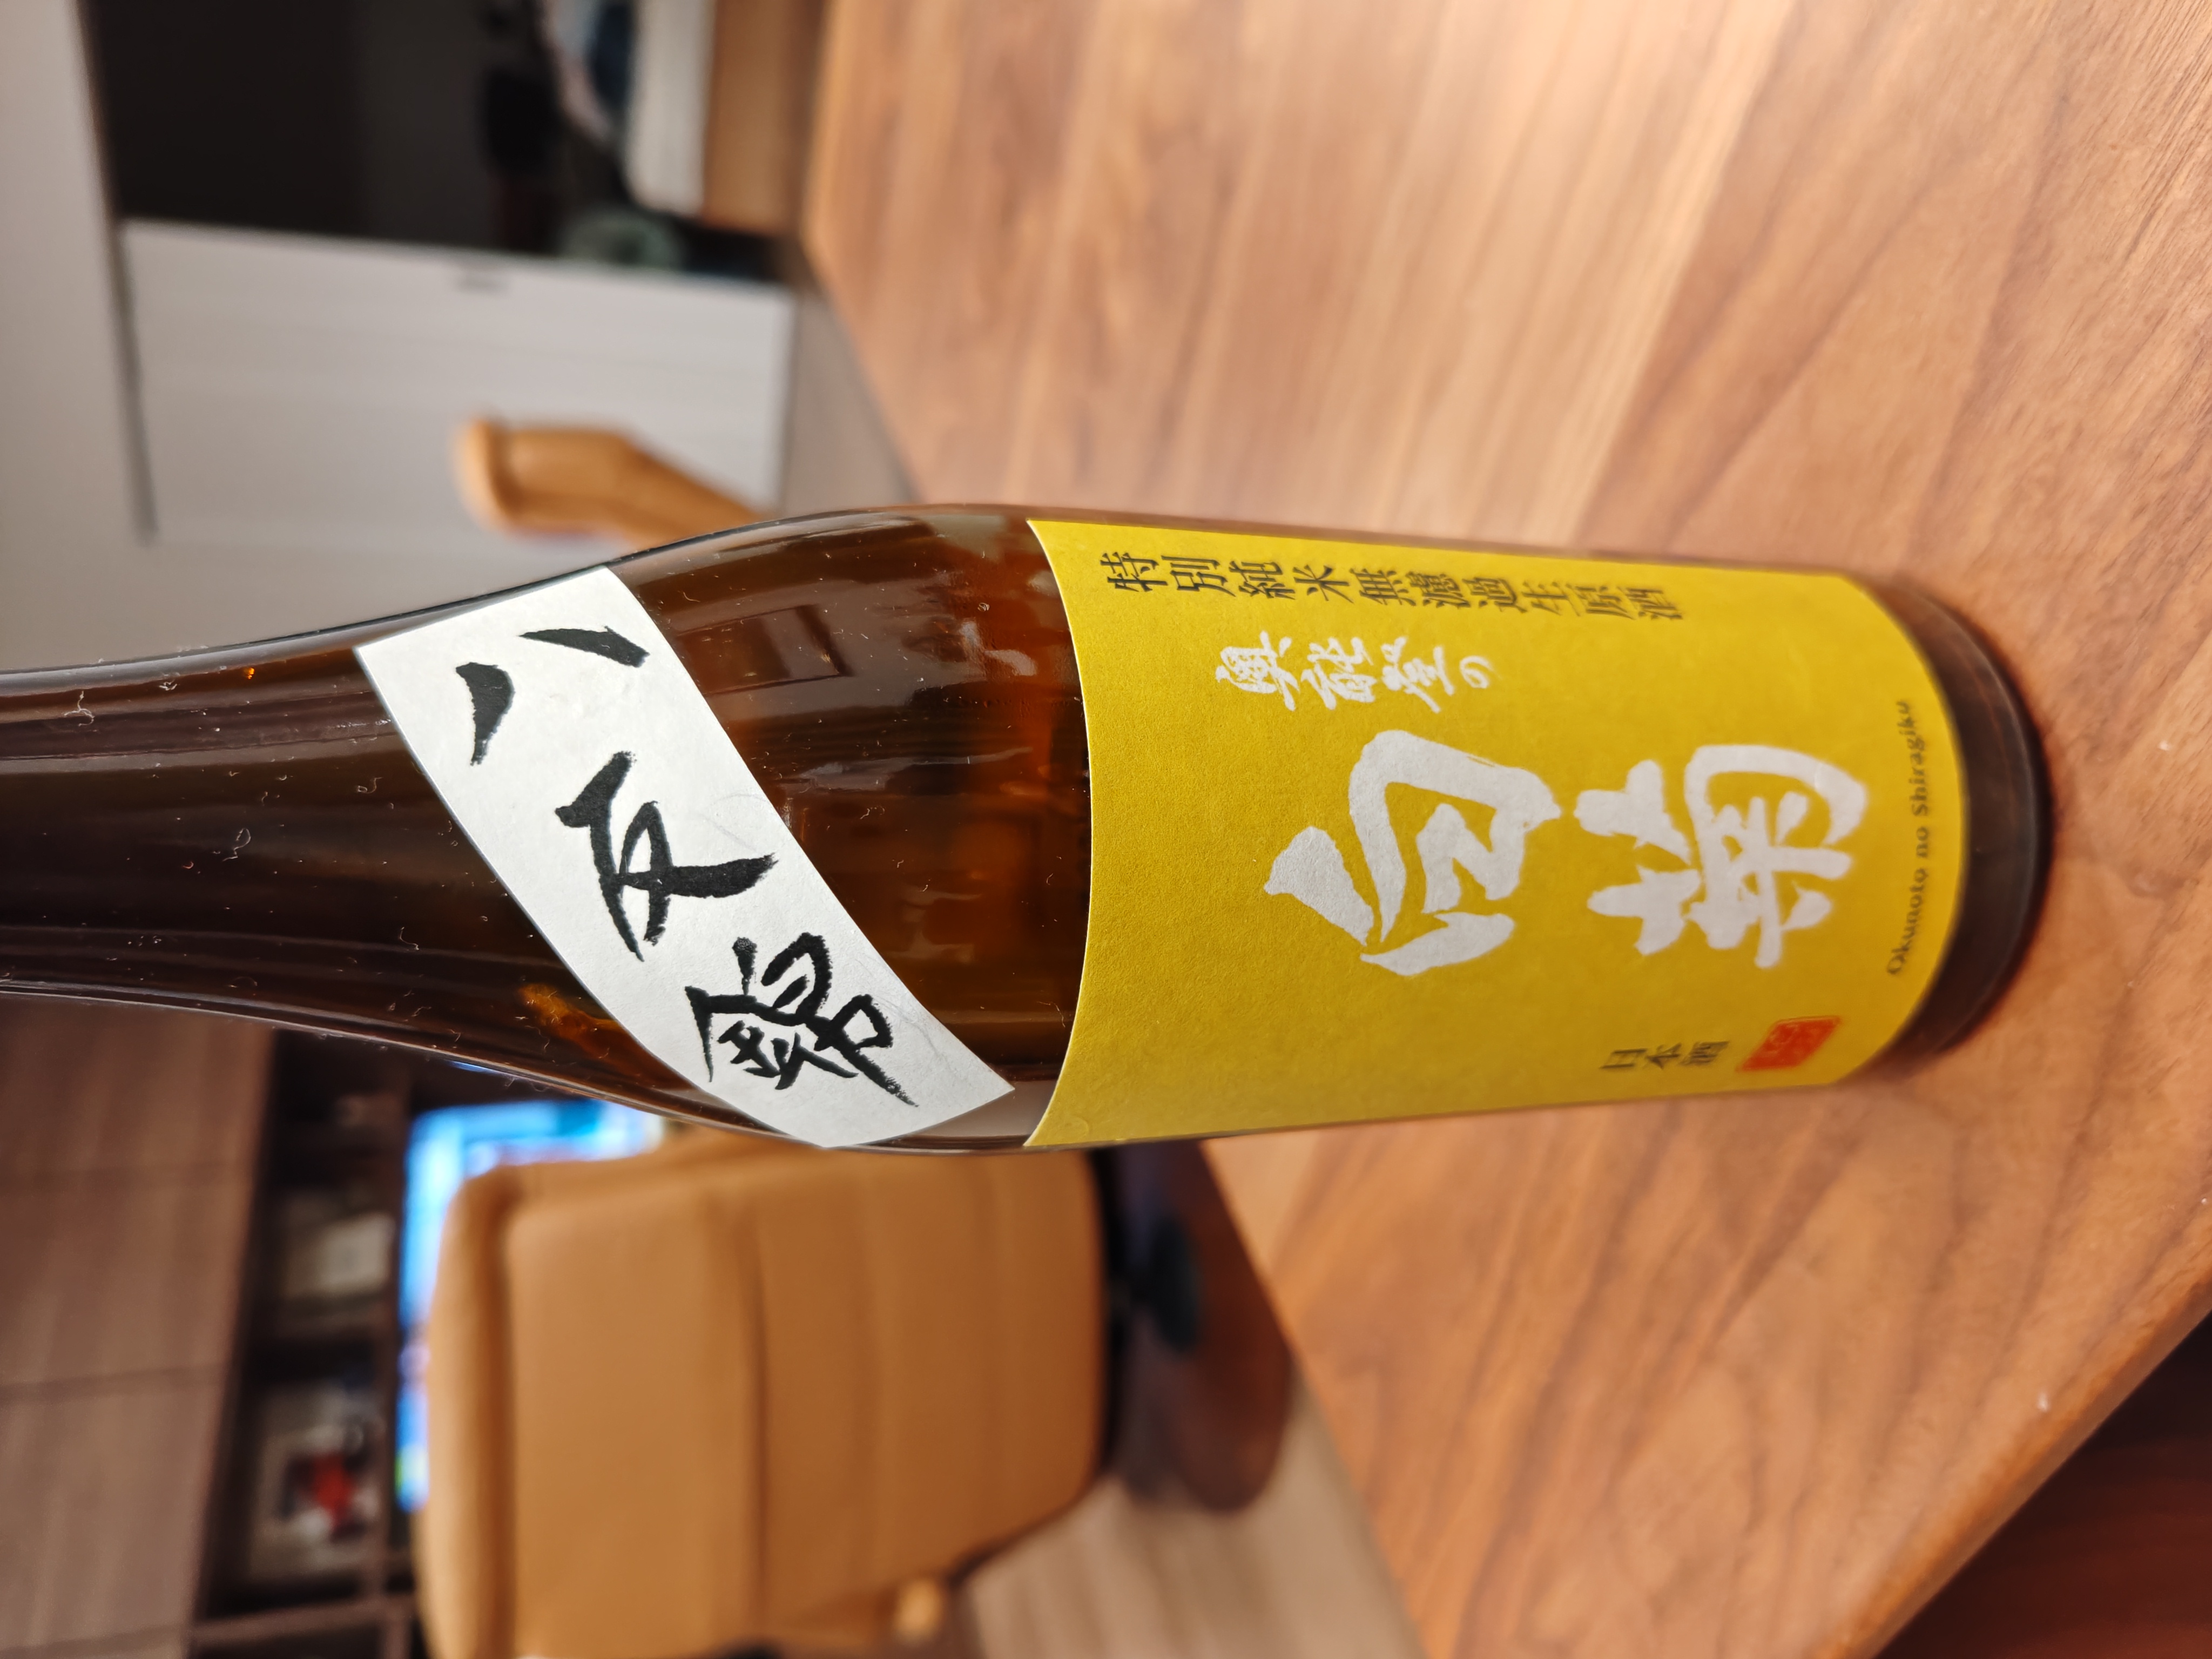 八反錦
特別純米無濾過生原酒
奥能登の
白菊
日本酒
Okunoto no Shiragiku